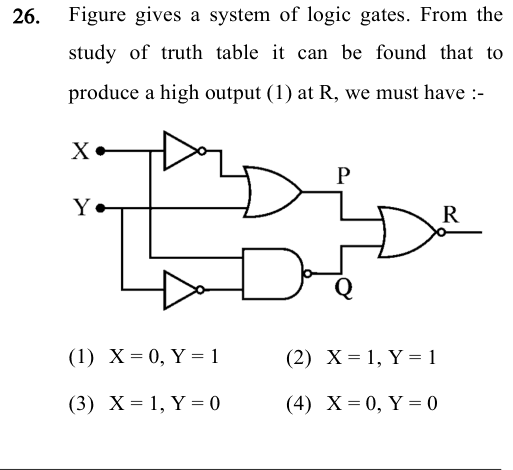 26. Figure gives a system of logic gates. From the
study of truth table it can be found that to
produce a high output (1) at R, we must have :-
X
P
Y
R
Q
(1) X = 0, Y = 1 (2) X = 1, Y = 1
(3) X = 1, Y = 0 (4) X = 0, Y = 0